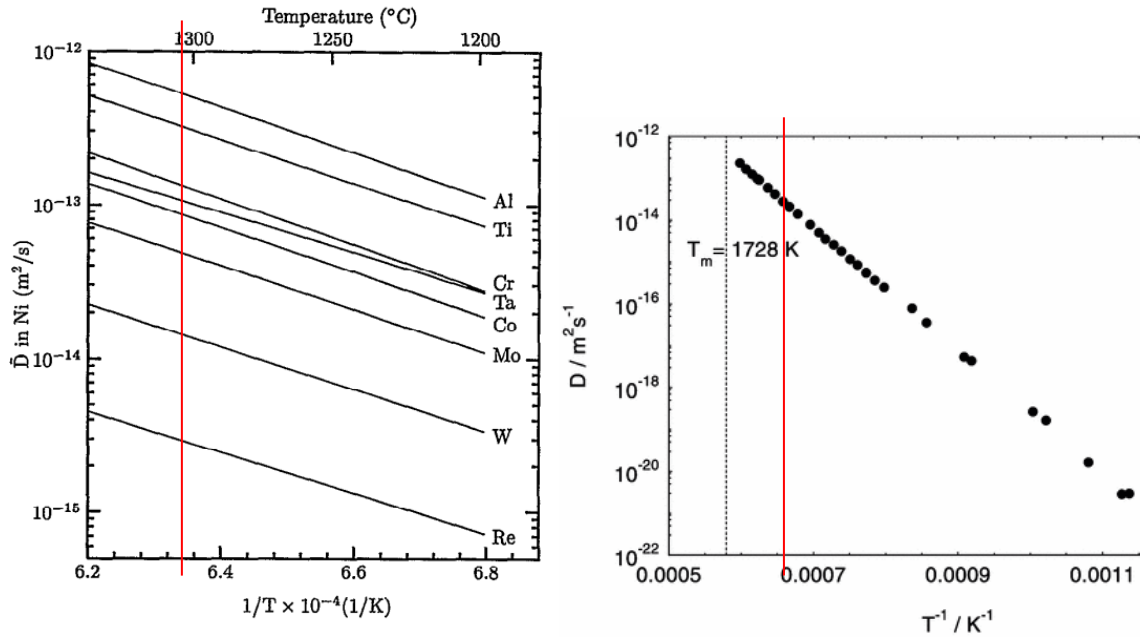 Temperature (°C)
1300 1250 1200
10⁻¹²
10⁻¹³
10⁻¹⁴
10⁻¹⁵
D̃ in Ni (m²/s)
Al
Ti
Cr
Ta
Co
Mo
W
Re
6.2 6.4 6.6 6.8
1/T × 10⁻⁴(1/K)
10⁻¹²
10⁻¹⁴
10⁻¹⁶
10⁻¹⁸
10⁻²⁰
10⁻²²
D / m²s⁻¹
Tₘ= 1728 K
0.0005 0.0007 0.0009 0.0011
T⁻¹ / K⁻¹